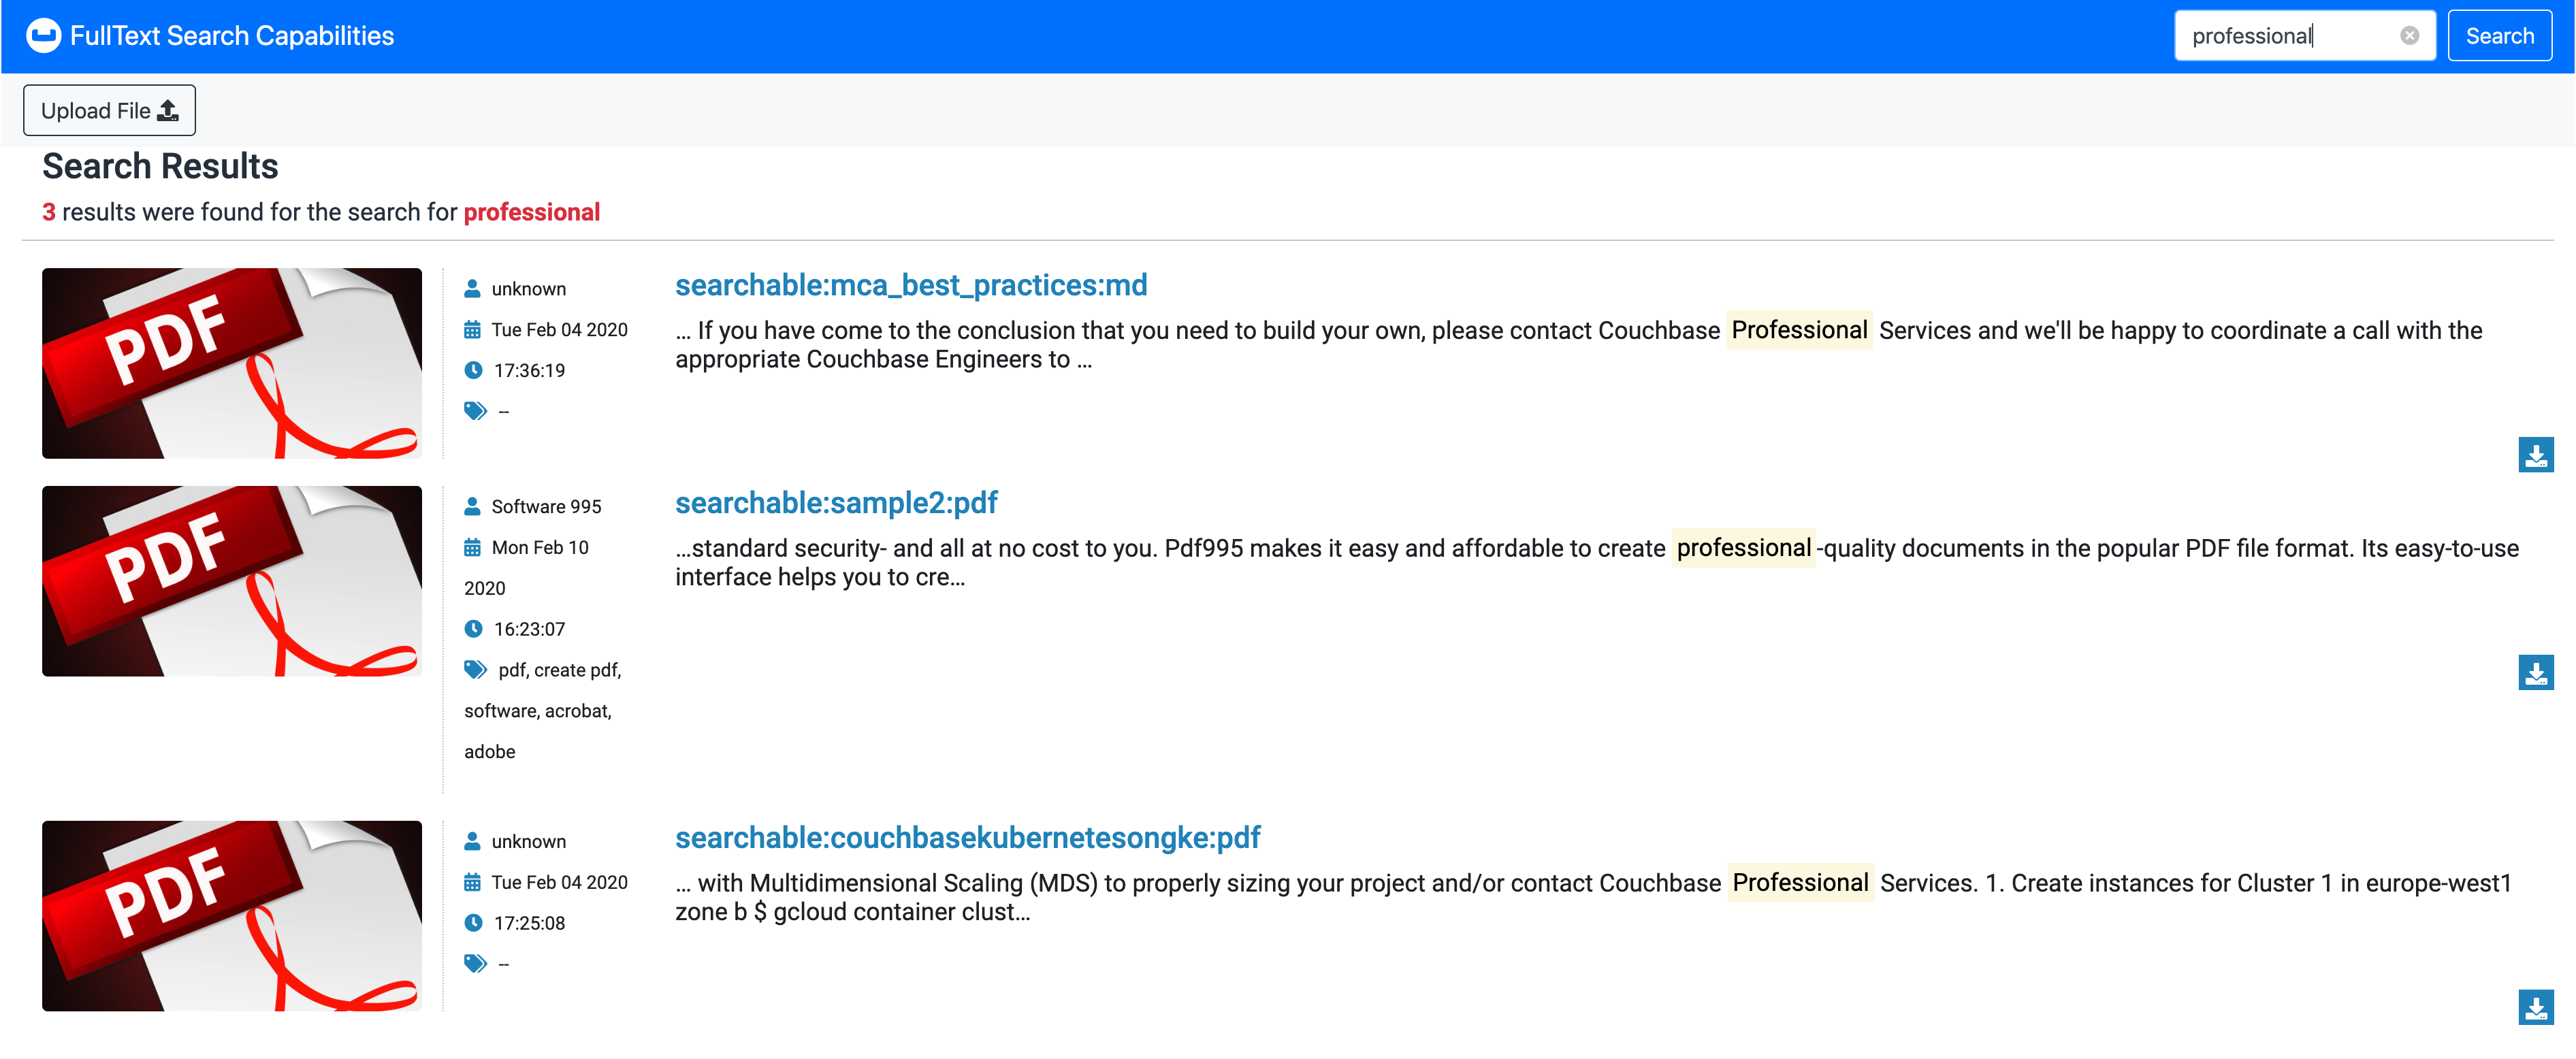 FullText Search Capabilities
professional
Search
Upload File
Search Results
3 results were found for the search for professional
PDF
unknown
Tue Feb 04 2020
17:36:19
--
searchable:mca_best_practices:md
... If you have come to the conclusion that you need to build your own, please contact Couchbase Professional Services and we'll be happy to coordinate a call with the
appropriate Couchbase Engineers to ...
PDF
Software 995
Mon Feb 10
2020
16:23:07
pdf, create pdf,
software, acrobat,
adobe
searchable:sample2:pdf
...standard security- and all at no cost to you. Pdf995 makes it easy and affordable to create professional-quality documents in the popular PDF file format. Its easy-to-use
interface helps you to cre...
PDF
unknown
Tue Feb 04 2020
17:25:08
--
searchable:couchbasekubernetesongke:pdf
... with Multidimensional Scaling (MDS) to properly sizing your project and/or contact Couchbase Professional Services. 1. Create instances for Cluster 1 in europe-west1
zone b $ gcloud container clust...